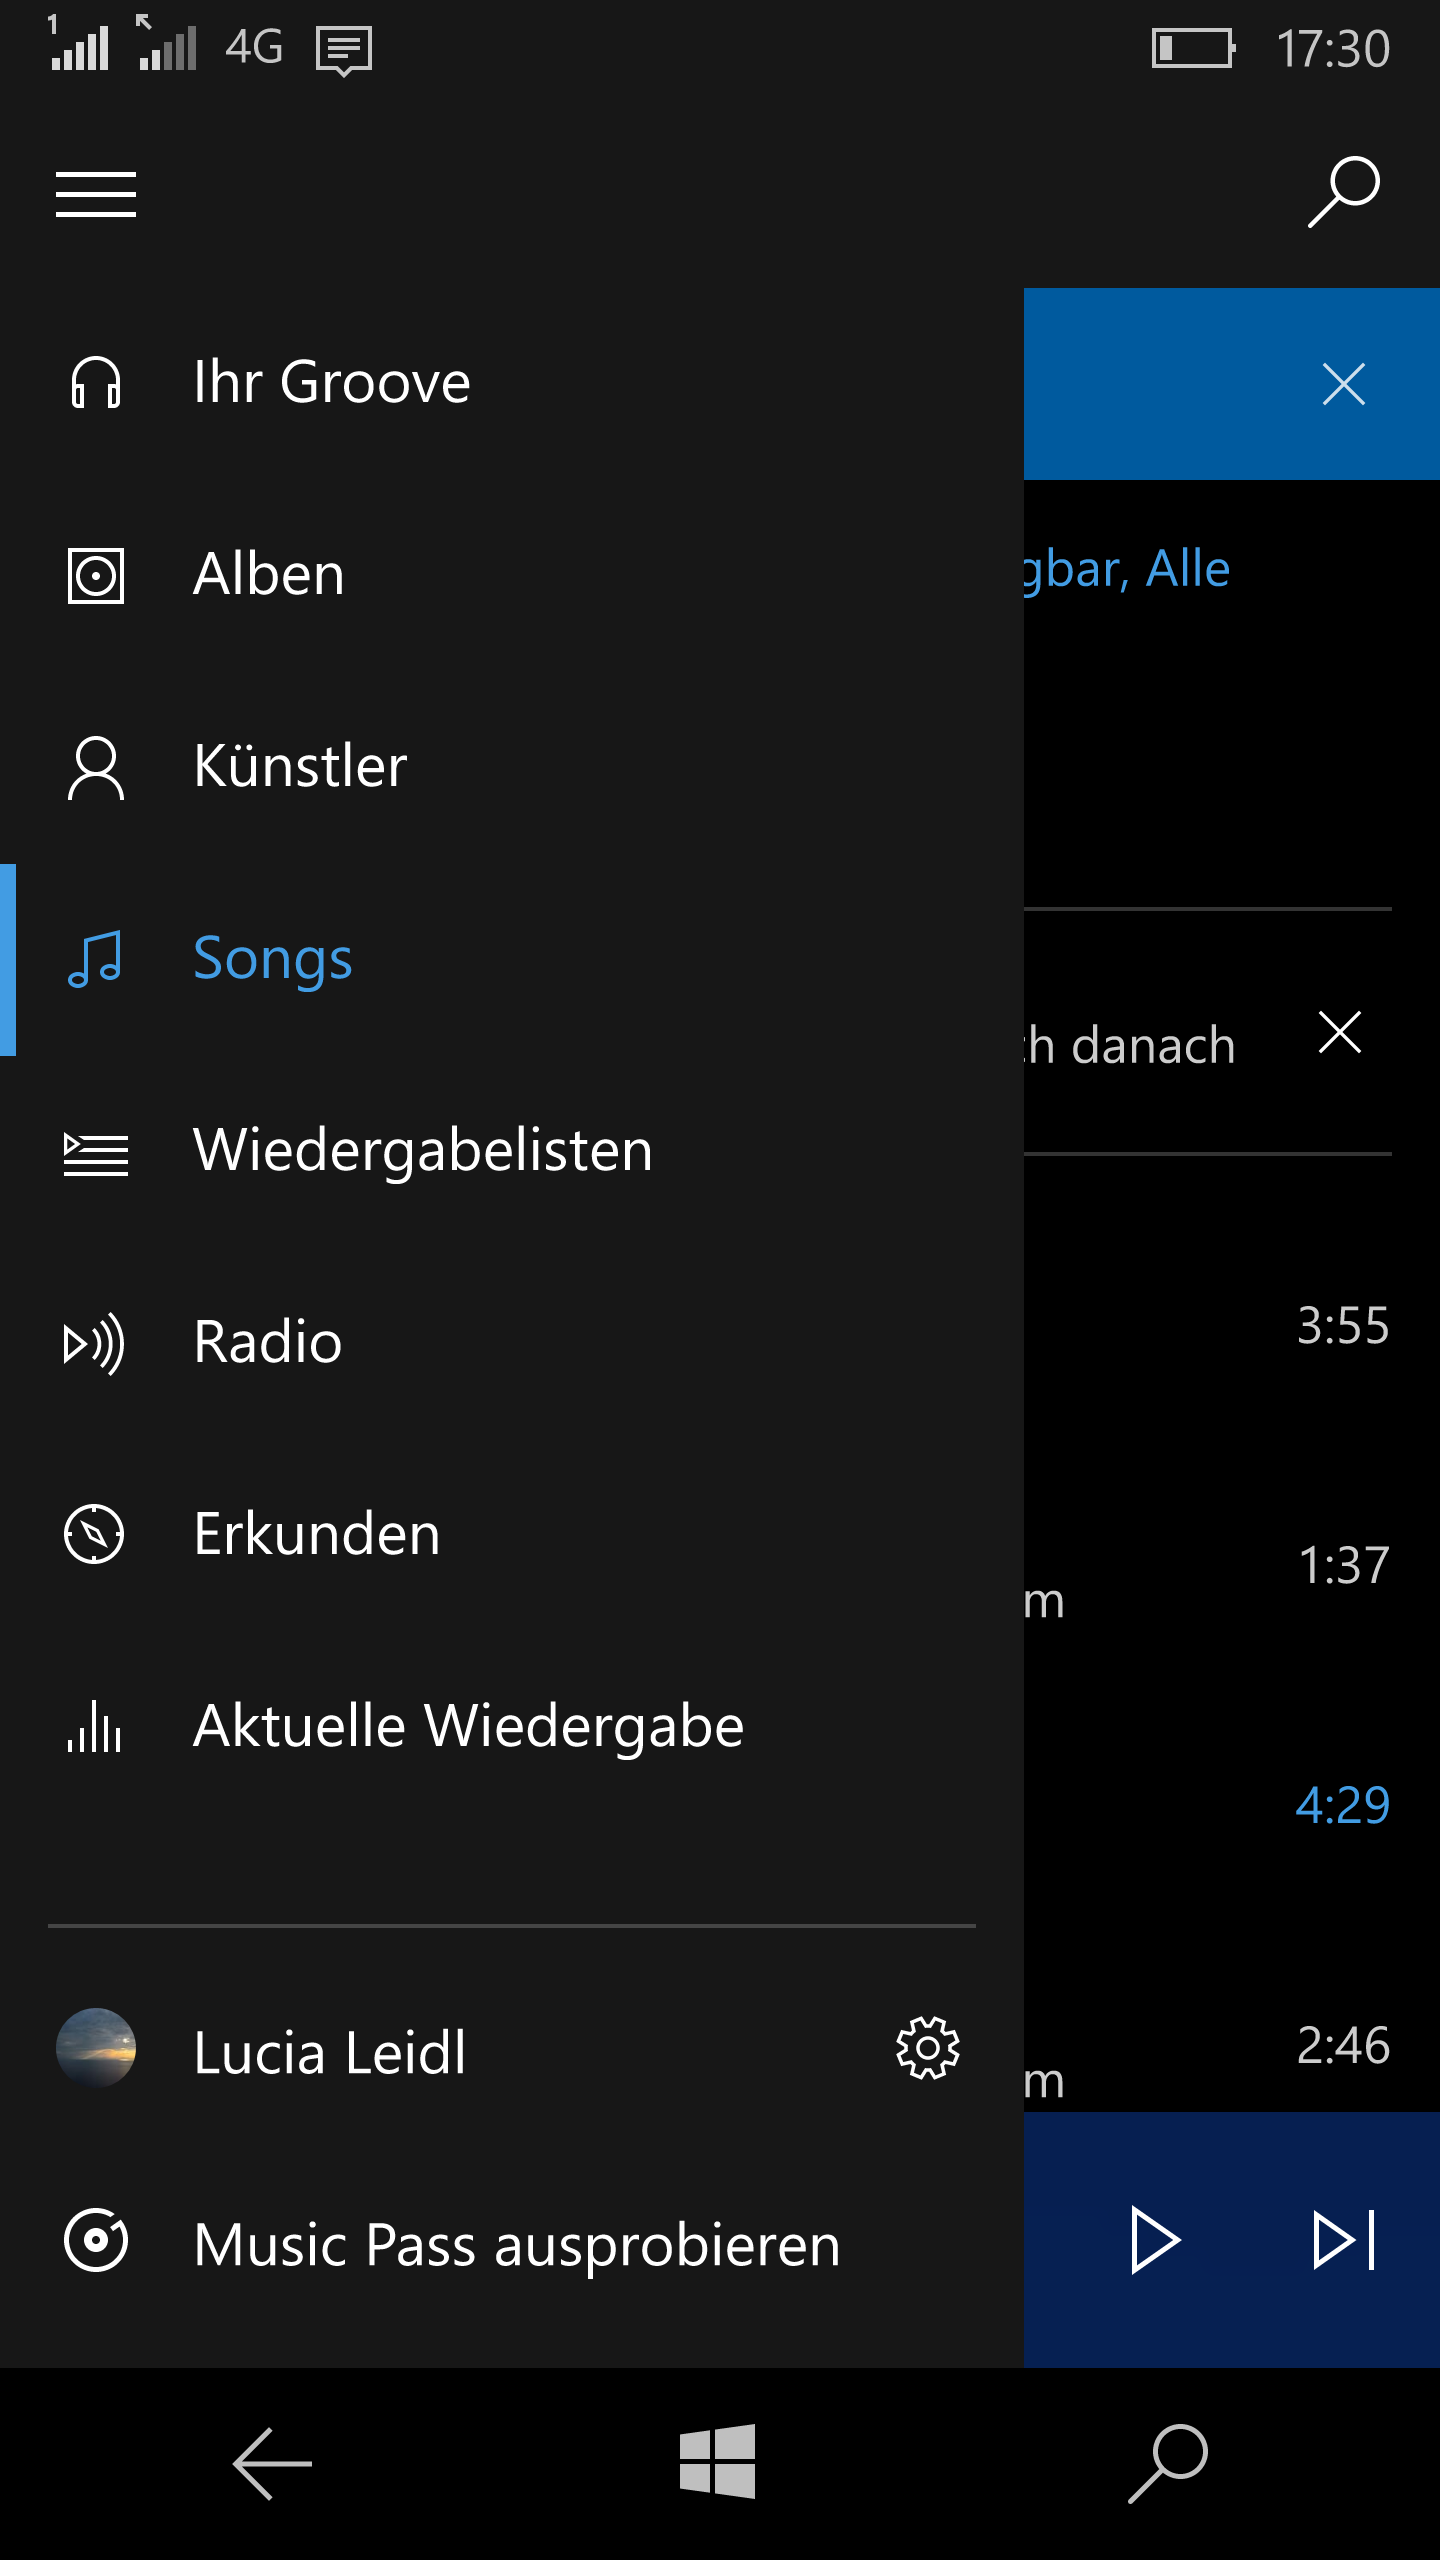 1 4G 17:30
Ihr Groove
Alben
gbar, Alle
Künstler
Songs
h danach
Wiedergabelisten
3:55
Radio
Erkunden
1:37
m
Aktuelle Wiedergabe
4:29
Lucia Leidl
2:46
m
Music Pass ausprobieren